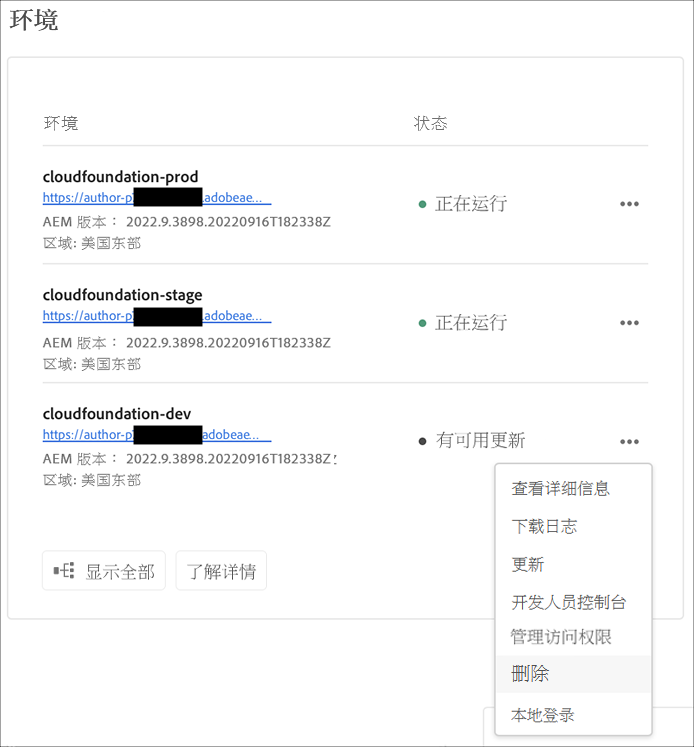 环境
环境 状态
cloudfoundation-prod
https://author-p .adobeae...
正在运行
AEM 版本： 2022.9.3898.20220916T182338Z
区域: 美国东部
cloudfoundation-stage
https://author-p .adobeae...
正在运行
AEM 版本： 2022.9.3898.20220916T182338Z
区域: 美国东部
cloudfoundation-dev
https://author-p adobeae...
有可用更新
AEM 版本： 2022.9.3898.20220916T182338Z
区域: 美国东部
显示全部 了解详情
查看详细信息
下载日志
更新
开发人员控制台
管理访问权限
删除
本地登录